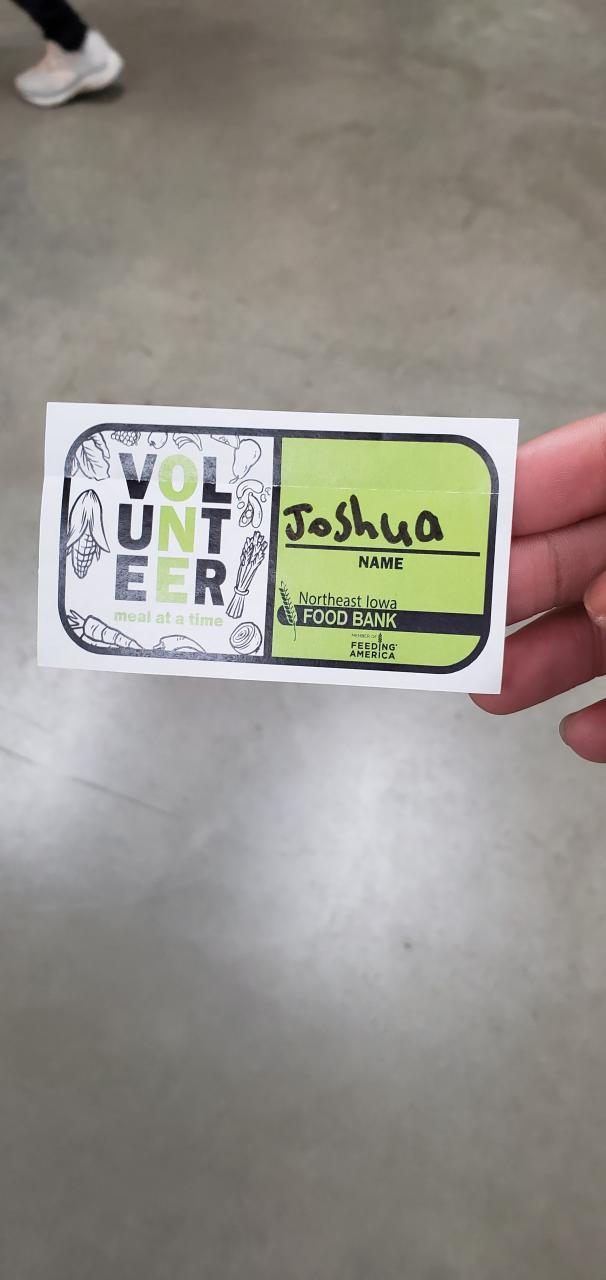 VOL
UNT
EER
meal at a time
Joshua
NAME
Northeast Iowa
FOOD BANK
MEMBER OF
FEEDING
AMERICA